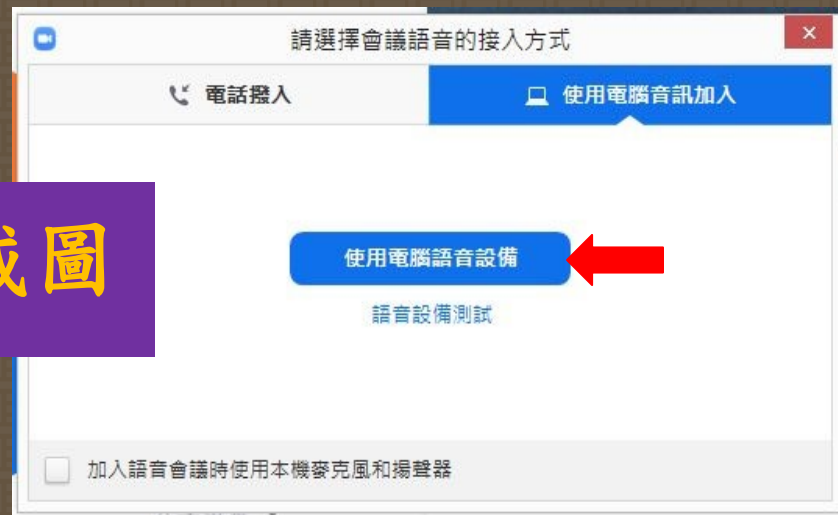 請選擇會議語音的接入方式
電話撥入
使用電腦音訊加入
圖
使用電腦語音設備
語音設備測試
加入語音會議時使用本機麥克風和揚聲器